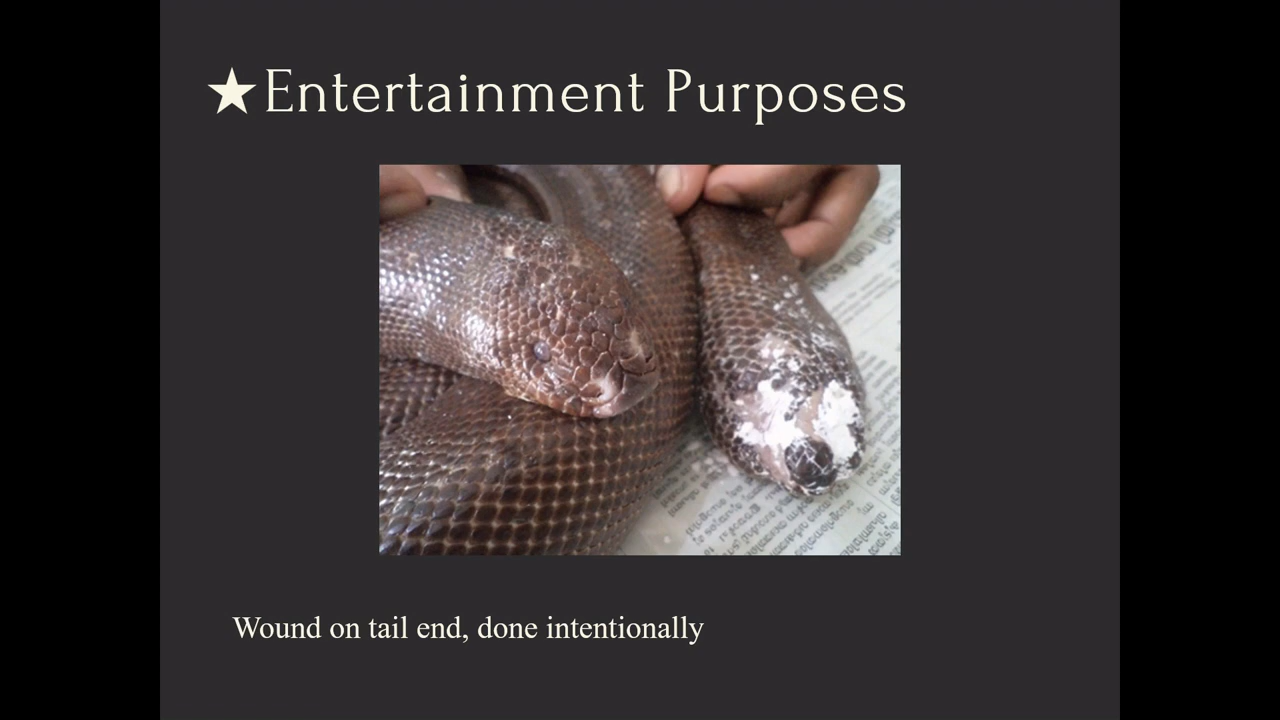 ★Entertainment Purposes
Wound on tail end, done intentionally